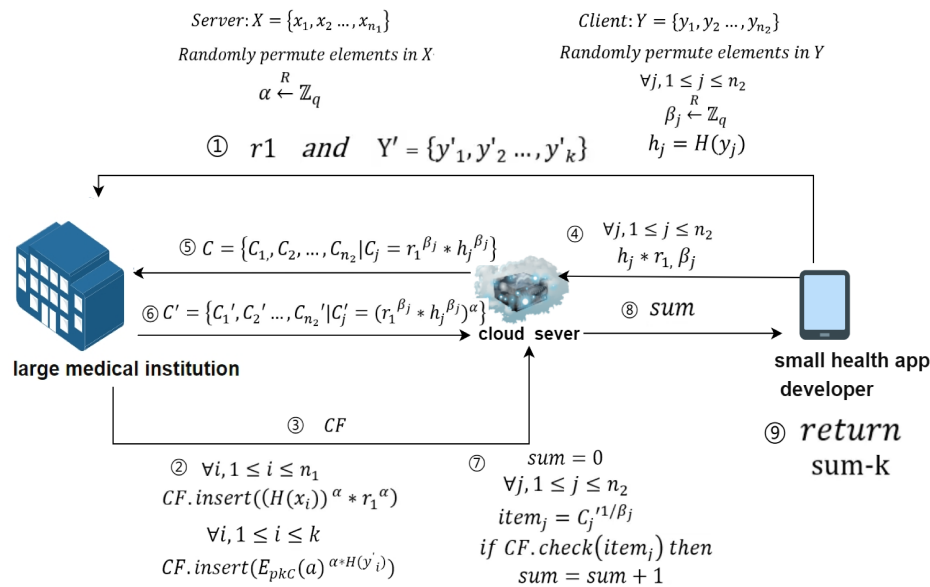 Server: X = {x₁, x₂ ..., xₙ₁}
Randomly permute elements in X
α ←ᴿ ℤq
Client: Y = {y₁, y₂ ..., yₙ₂}
Randomly permute elements in Y
∀j, 1 ≤ j ≤ n₂
βⱼ ←ᴿ ℤq
hⱼ = H(yⱼ)
① r1 and Y' = {y'₁, y'₂ ..., y'ₖ}
⑤ C = {C₁, C₂, ..., Cₙ₂|Cⱼ = r₁^βⱼ * hⱼ^βⱼ}
④ ∀j, 1 ≤ j ≤ n₂
hⱼ * r₁, βⱼ
⑥ C' = {C₁', C₂' ..., Cₙ₂'|Cⱼ' = (r₁^βⱼ * hⱼ^βⱼ)^α}
⑧ sum
cloud sever
large medical institution
small health app
developer
③ CF
⑨ return
sum-k
② ∀i, 1 ≤ i ≤ n₁
CF.insert((H(xᵢ))^α * r₁^α)
∀i, 1 ≤ i ≤ k
CF.insert(E_pkC(a)^α*H(y'ᵢ))
⑦ sum = 0
∀j, 1 ≤ j ≤ n₂
itemⱼ = Cⱼ'^1/βⱼ
if CF.check(itemⱼ) then
sum = sum + 1